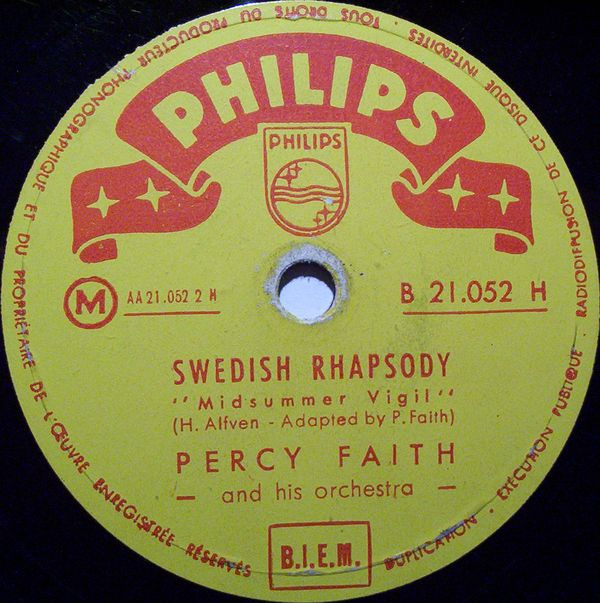 TOUS DROITS DU PRODUCTEUR PHONOGRAPHIQUE ET DU PROPRIÉTAIRE DE L'ŒUVRE ENREGISTRÉE RÉSERVÉS
DUPLICATION · EXÉCUTION PUBLIQUE · RADIODIFFUSION DE CE DISQUE INTERDITES ·
PHILIPS
PHILIPS
M
AA 21.052 2 H
B 21.052 H
SWEDISH RHAPSODY
"Midsummer Vigil"
(H. Alfven - Adapted by P. Faith)
PERCY FAITH
— and his orchestra —
B.I.E.M.